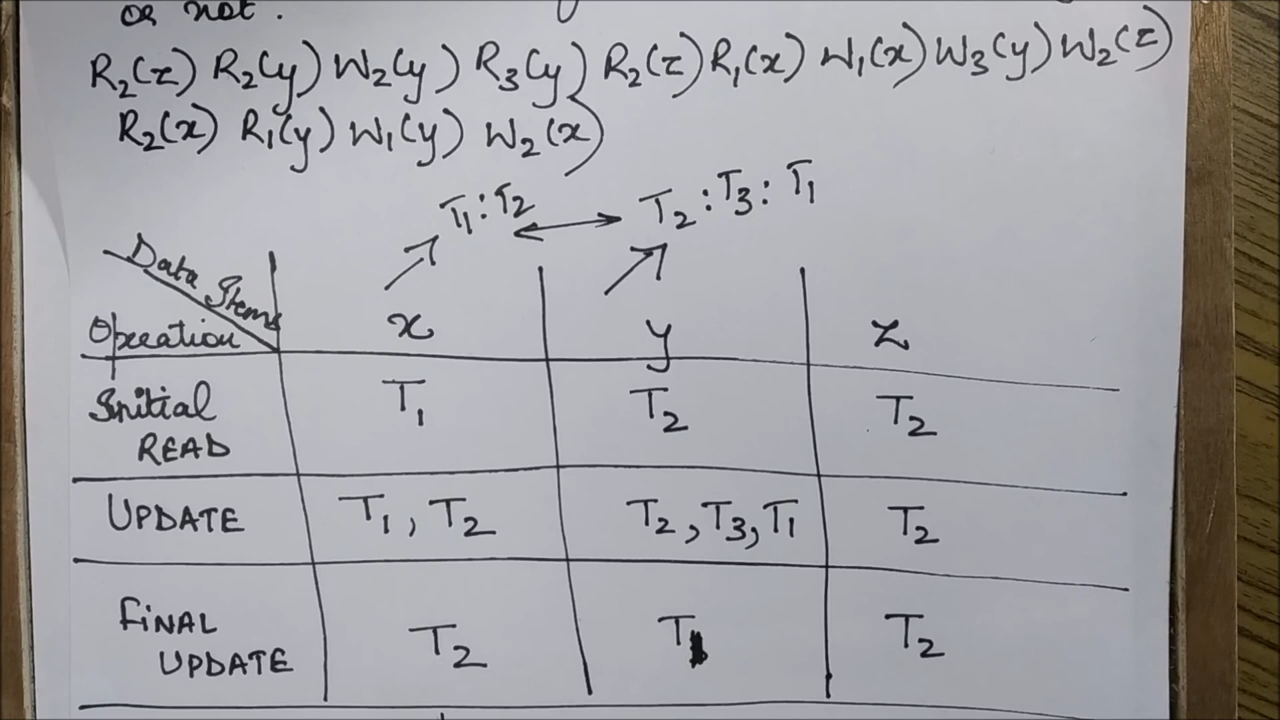 or not.
R₂(z) R₂(y) W₂(y) R₃(y) R₂(z) R₁(x) W₁(x) W₃(y) W₂(z)
R₂(x) R₁(y) W₁(y) W₂(x)
T₁:T₂ T₂:T₃:T₁
Data Items
Operation x y z
Initial READ T₁ T₂ T₂
UPDATE T₁, T₂ T₂, T₃, T₁ T₂
FINAL UPDATE T₂ T₁ T₂